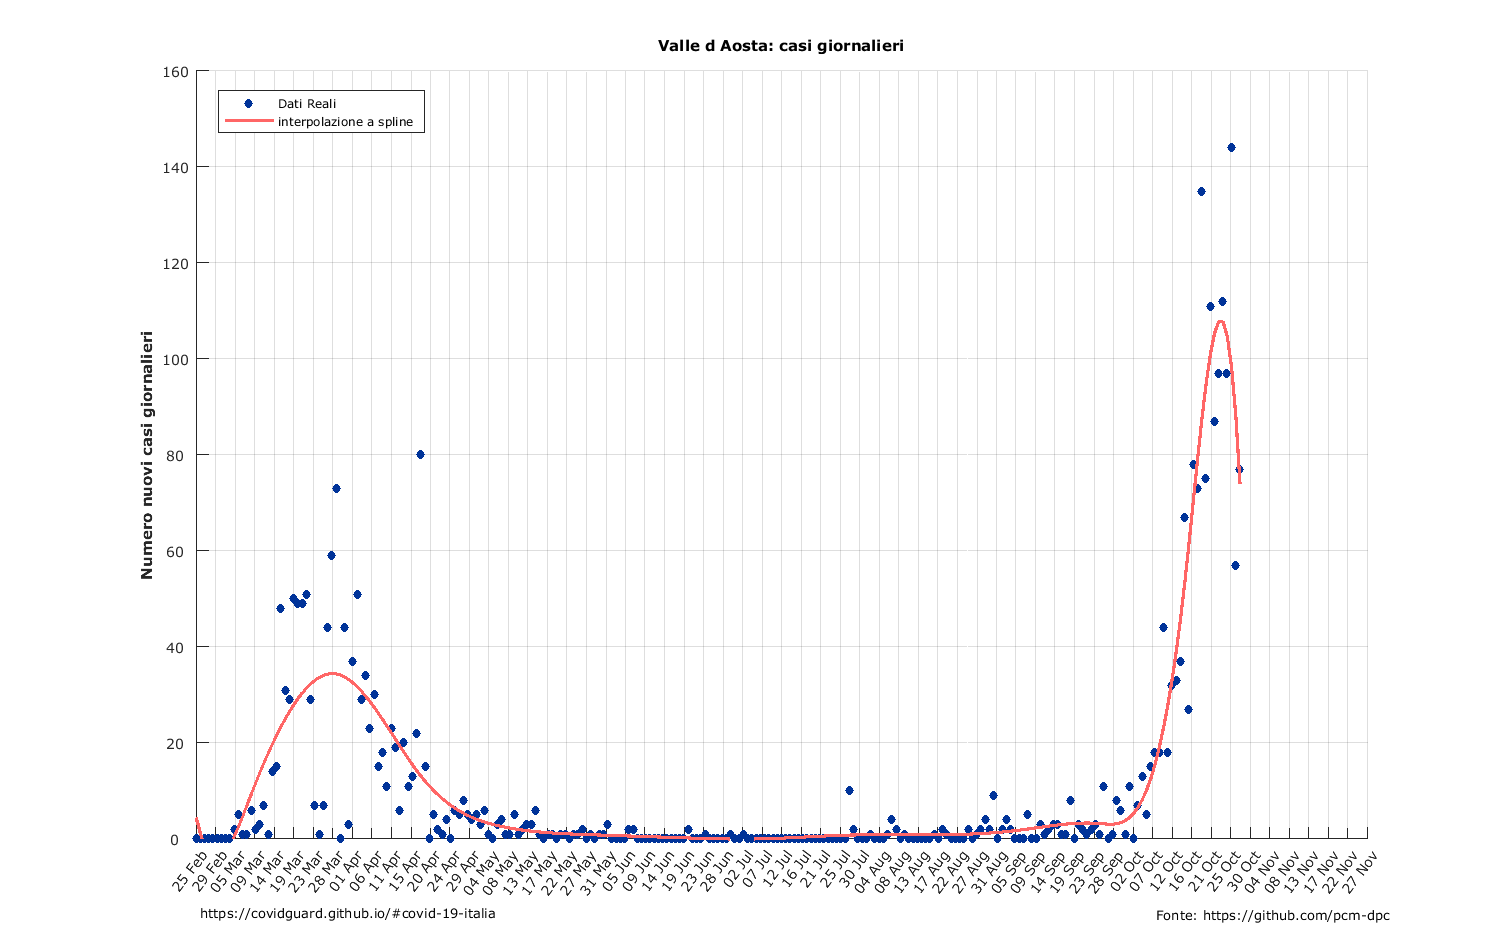 Valle d Aosta: casi giornalieri
160
140
120
100
80
60
40
20
0
Numero nuovi casi giornalieri
Dati Reali
interpolazione a spline
25 Feb
29 Feb
05 Mar
09 Mar
14 Mar
19 Mar
23 Mar
28 Mar
01 Apr
06 Apr
11 Apr
15 Apr
20 Apr
24 Apr
29 Apr
04 May
08 May
13 May
17 May
22 May
27 May
31 May
05 Jun
09 Jun
14 Jun
19 Jun
23 Jun
28 Jun
02 Jul
07 Jul
12 Jul
16 Jul
21 Jul
25 Jul
30 Jul
04 Aug
08 Aug
13 Aug
17 Aug
22 Aug
27 Aug
31 Aug
05 Sep
09 Sep
14 Sep
19 Sep
23 Sep
28 Sep
02 Oct
07 Oct
12 Oct
16 Oct
21 Oct
25 Oct
30 Oct
04 Nov
08 Nov
13 Nov
17 Nov
22 Nov
27 Nov
https://covidguard.github.io/#covid-19-italia
Fonte: https://github.com/pcm-dpc